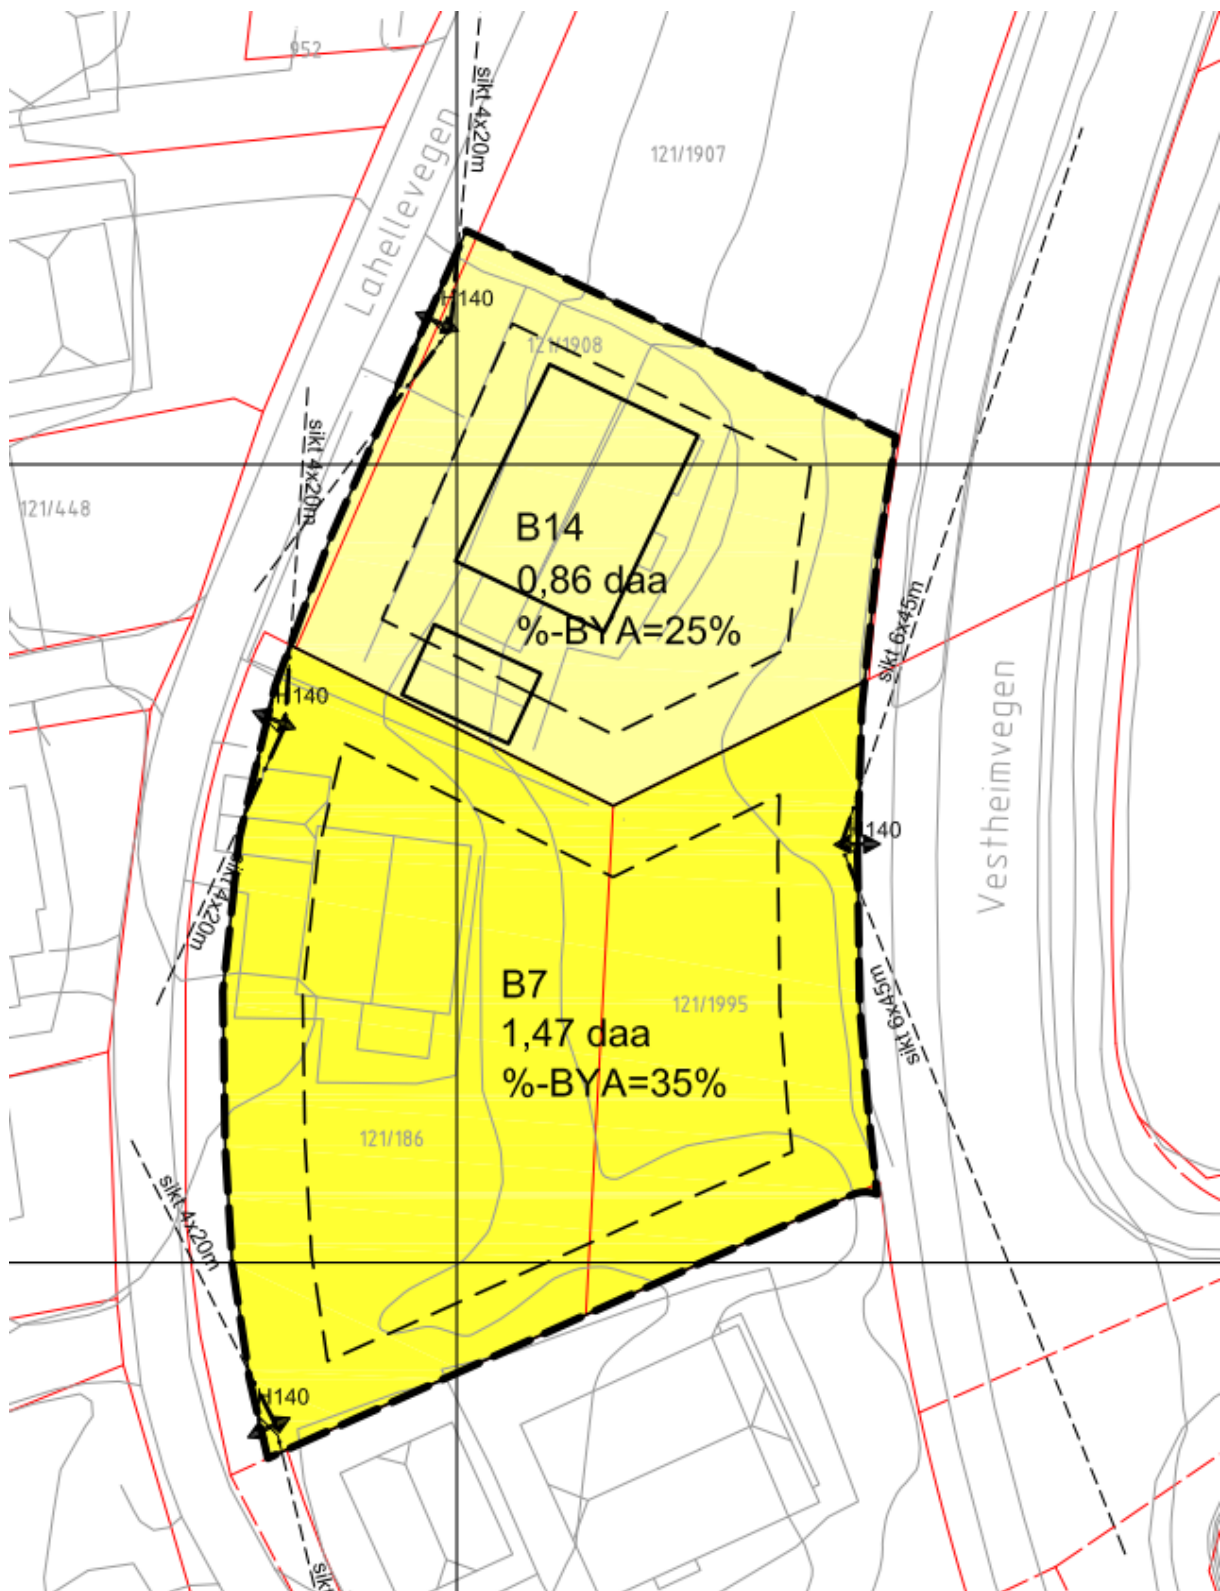 952
sikt 4x20m
Lahellevegen
121/1907
H140
121/1908
sikt 4x20m
121/448
B14
0,86 daa
%-BYA=25%
sikt 6x45m
H140
Vestheimvegen
140
sikt 4x20m
B7
1,47 daa
%-BYA=35%
121/1995
sikt 6x45m
121/186
sikt 4x20m
H140
sikt